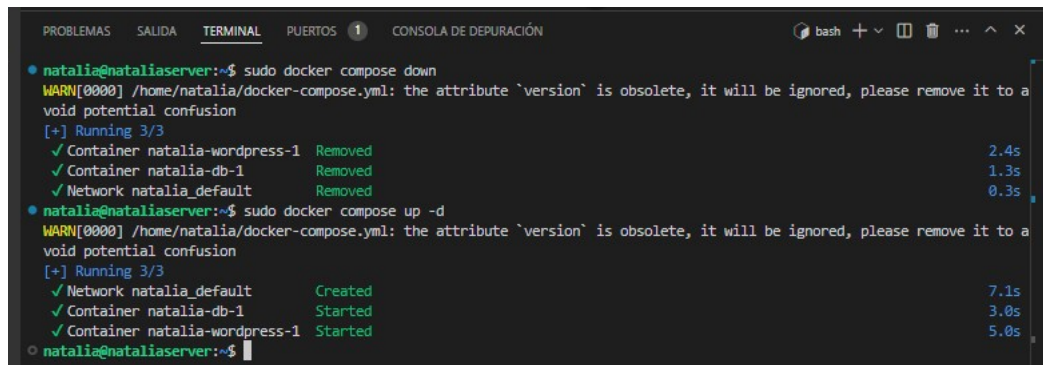 PROBLEMAS SALIDA TERMINAL PUERTOS 1 CONSOLA DE DEPURACIÓN bash
natalia@nataliaserver:~$ sudo docker compose down
WARN[0000] /home/natalia/docker-compose.yml: the attribute `version` is obsolete, it will be ignored, please remove it to a
void potential confusion
[+] Running 3/3
✓ Container natalia-wordpress-1 Removed 2.4s
✓ Container natalia-db-1 Removed 1.3s
✓ Network natalia_default Removed 0.3s
natalia@nataliaserver:~$ sudo docker compose up -d
WARN[0000] /home/natalia/docker-compose.yml: the attribute `version` is obsolete, it will be ignored, please remove it to a
void potential confusion
[+] Running 3/3
✓ Network natalia_default Created 7.1s
✓ Container natalia-db-1 Started 3.0s
✓ Container natalia-wordpress-1 Started 5.0s
natalia@nataliaserver:~$